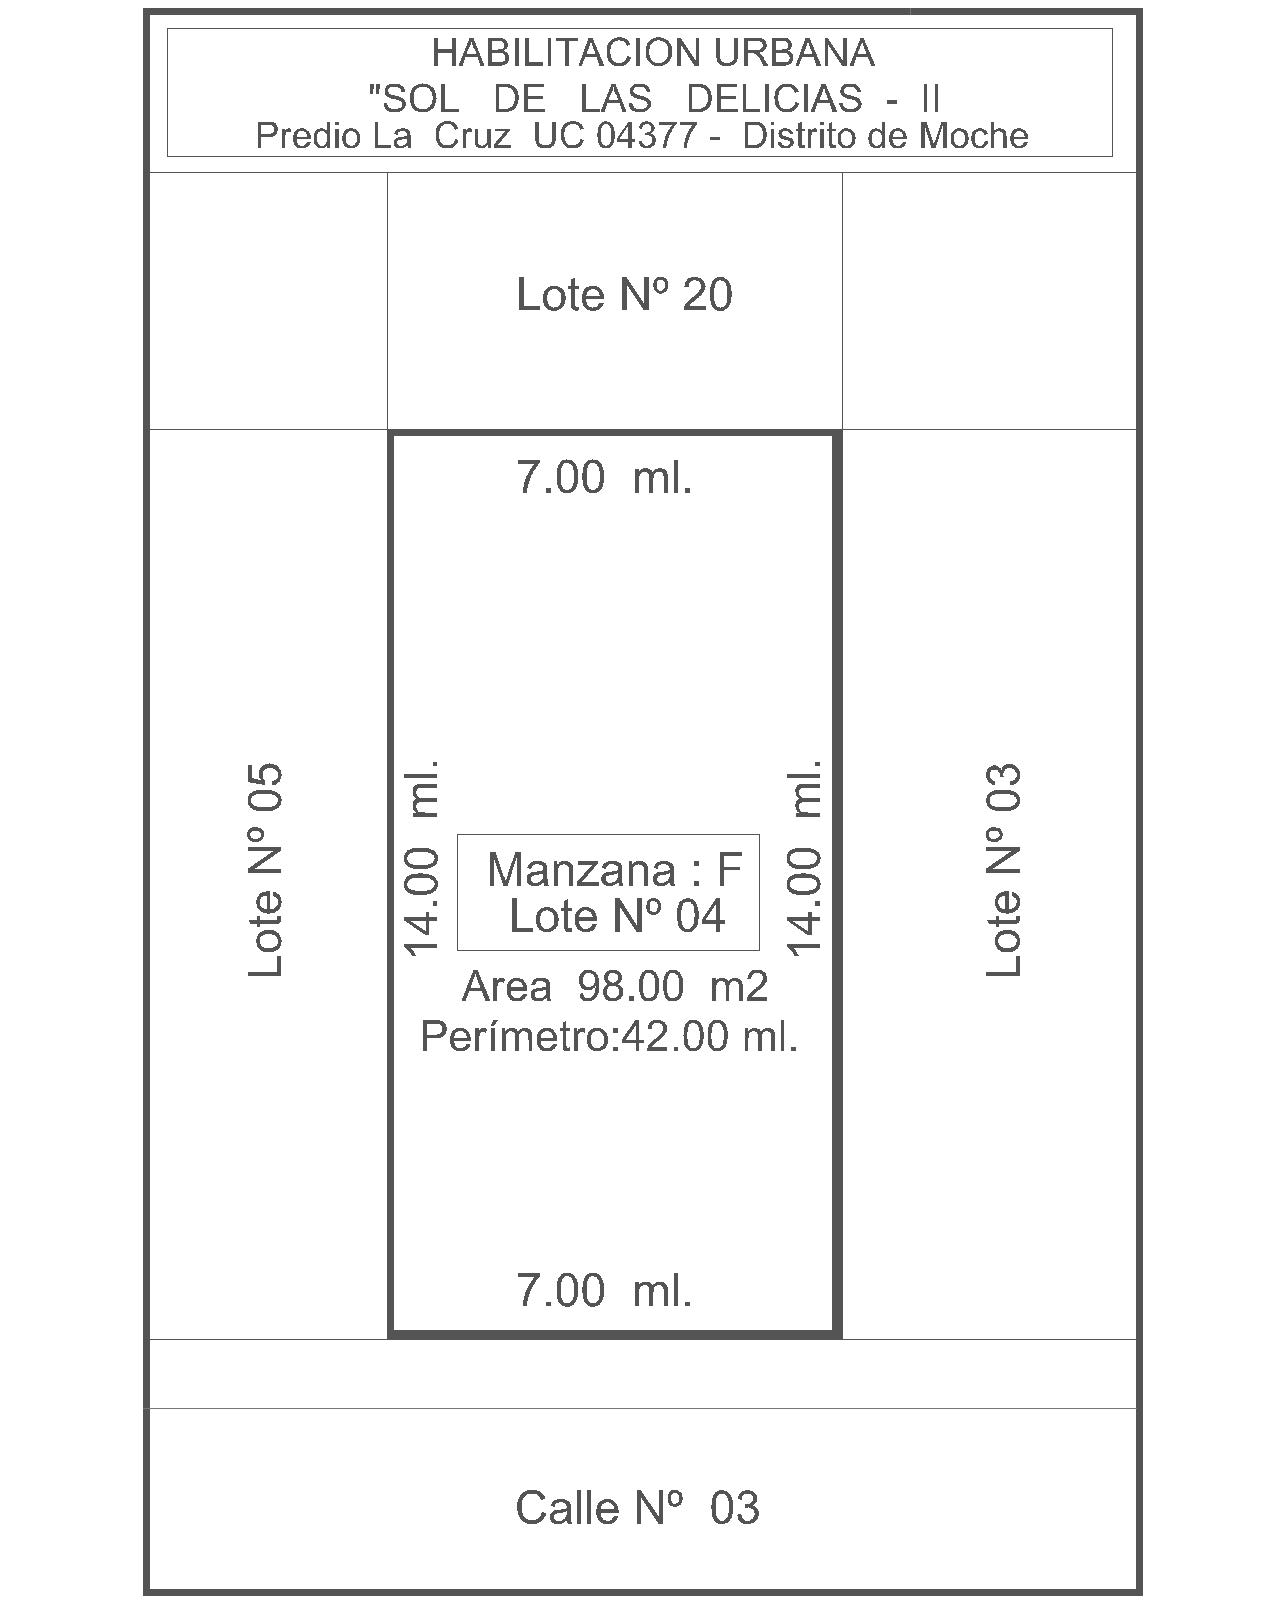 HABILITACION URBANA
"SOL DE LAS DELICIAS - II
Predio La Cruz UC 04377 - Distrito de Moche
Lote Nº 20
7.00 ml.
Lote Nº 05
14.00 ml.
Manzana : F
Lote Nº 04
14.00 ml.
Lote Nº 03
Area 98.00 m2
Perímetro:42.00 ml.
7.00 ml.
Calle Nº 03